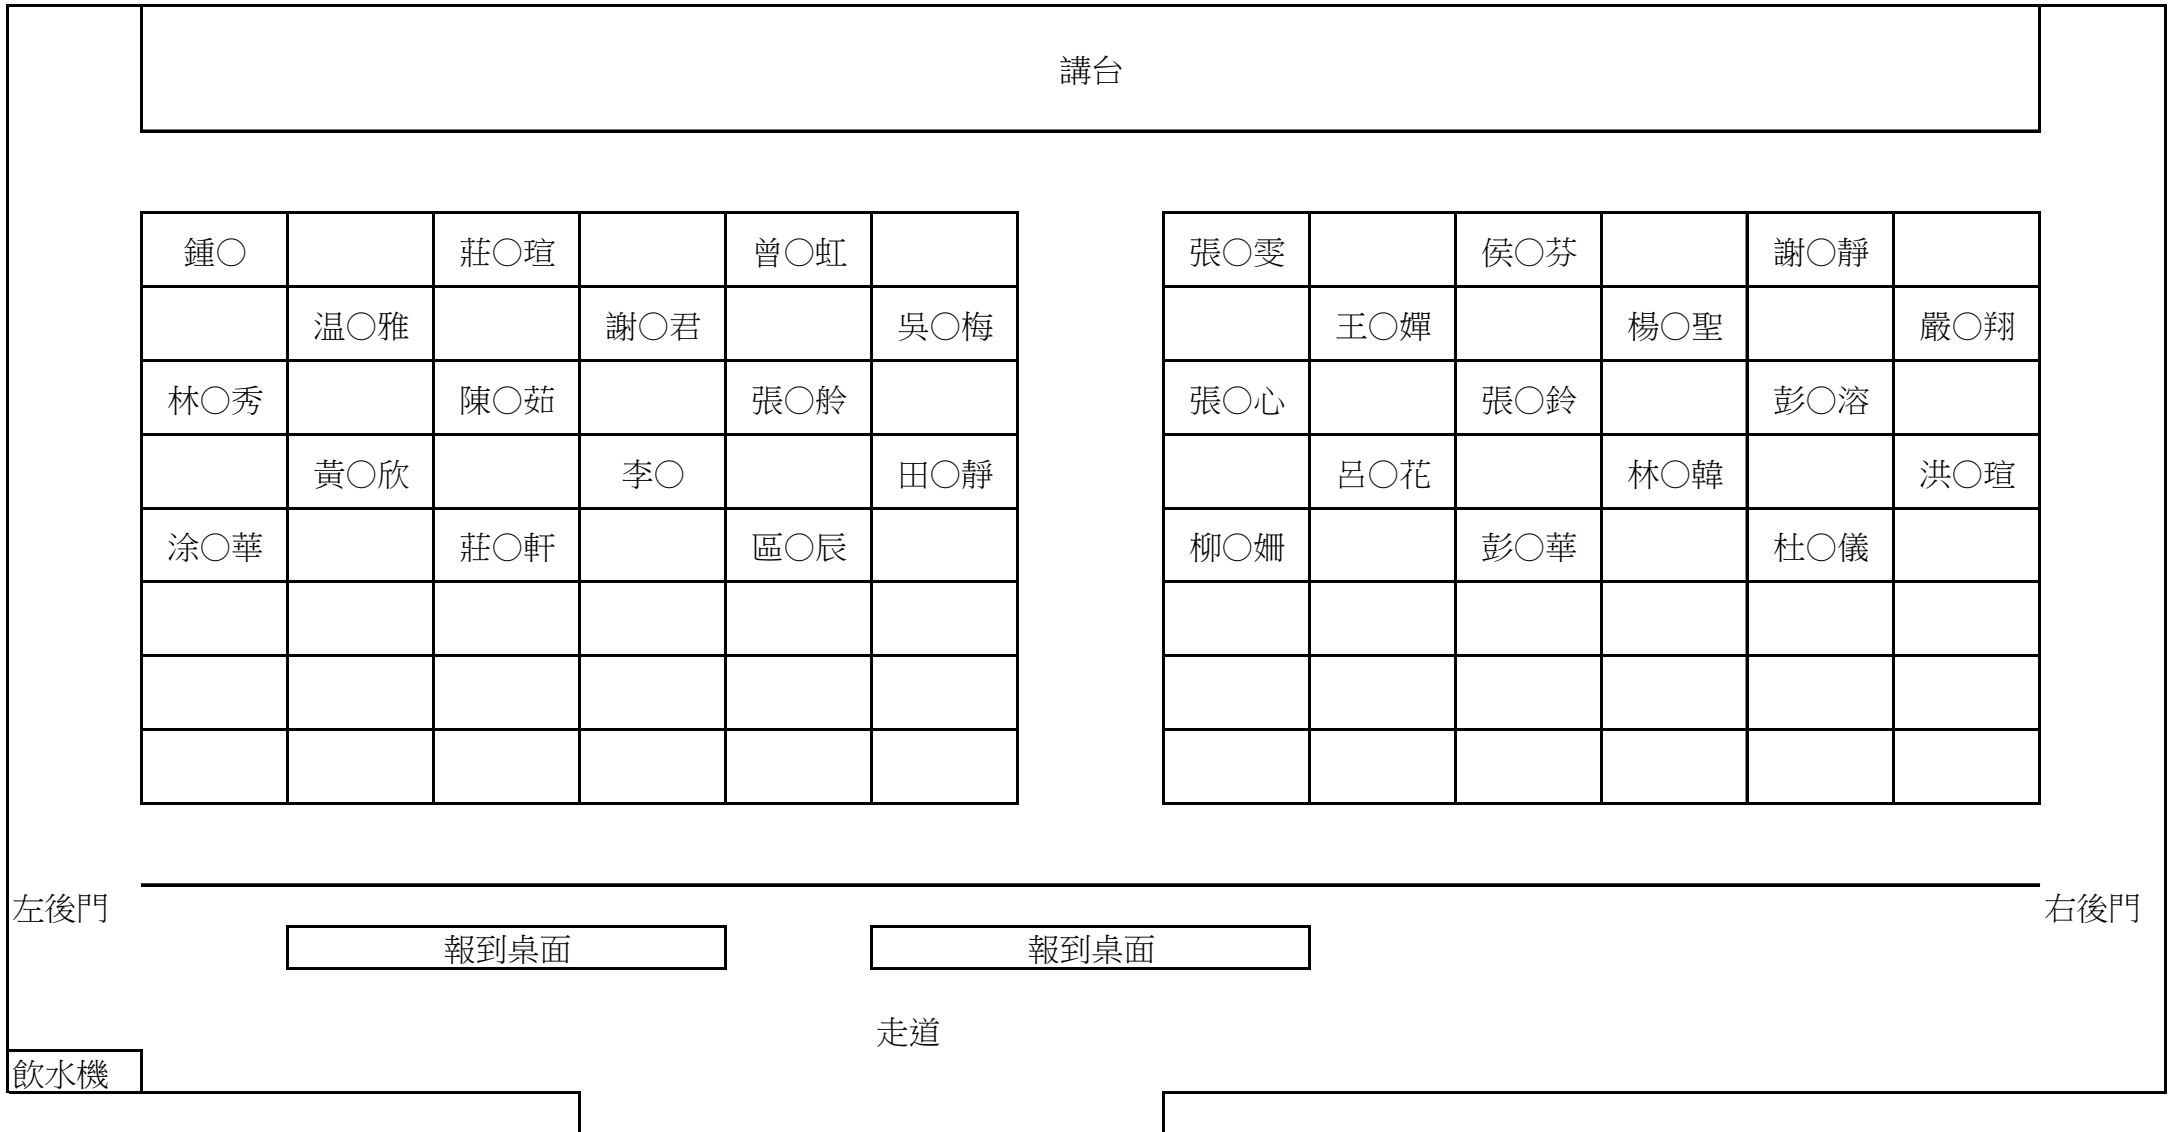 講台
鍾○ 莊○瑄 曾○虹 張○雯 侯○芬 謝○靜
温○雅 謝○君 吳○梅 王○嬋 楊○聖 嚴○翔
林○秀 陳○茹 張○舲 張○心 張○鈴 彭○溶
黃○欣 李○ 田○靜 呂○花 林○韓 洪○瑄
涂○華 莊○軒 區○辰 柳○姍 彭○華 杜○儀
左後門 右後門
報到桌面 報到桌面
走道
飲水機